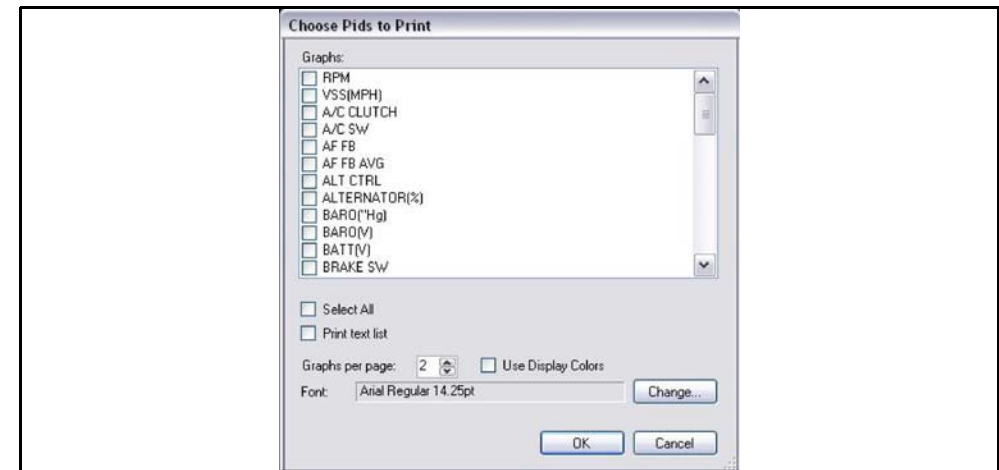 Choose Pids to Print
Graphs:
RPM
VSS(MPH)
A/C CLUTCH
A/C SW
AF FB
AF FB AVG
ALT CTRL
ALTERNATOR(%)
BARO("Hg)
BARO(V)
BATT(V)
BRAKE SW
Select All
Print text list
Graphs per page: 2 Use Display Colors
Font: Arial Regular 14.25pt Change...
OK Cancel